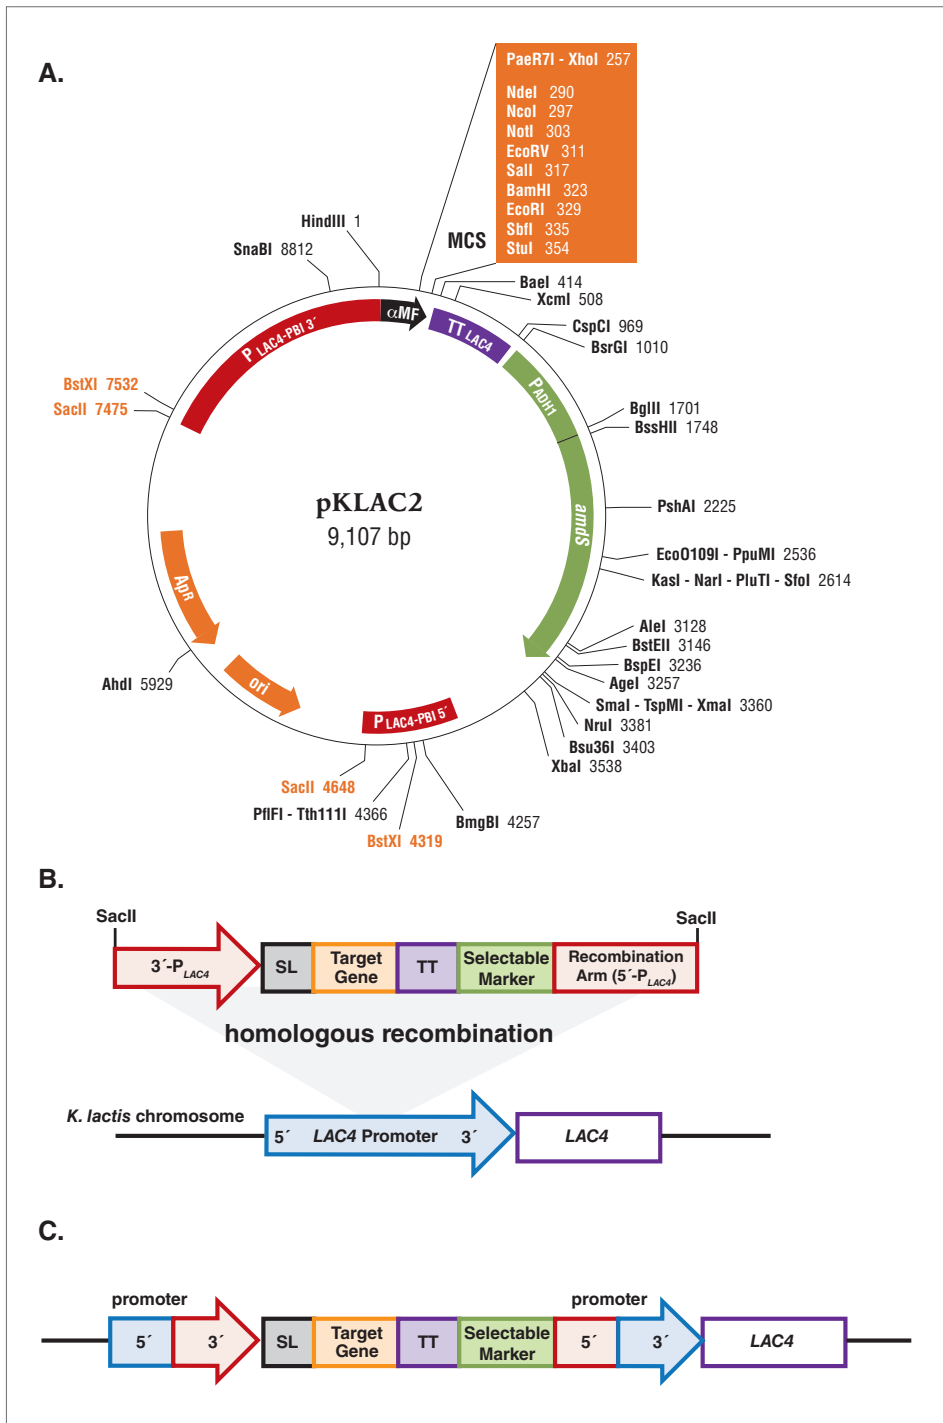 A.
PaeR7I - XhoI 257
NdeI 290
NcoI 297
NotI 303
EcoRV 311
SalI 317
BamHI 323
EcoRI 329
SbfI 335
StuI 354
MCS
HindIII 1
SnaBI 8812
BaeI 414
XcmI 508
CspCI 969
BsrGI 1010
αMF
TT LAC4
P LAC4-PBI 3´
PADH1
BstXI 7532
SacII 7475
BglII 1701
BssHII 1748
pKLAC2
9,107 bp
PshAI 2225
amdS
EcoO109I - PpuMI 2536
KasI - NarI - PluTI - SfoI 2614
ApR
AleI 3128
BstEII 3146
BspEI 3236
AgeI 3257
AhdI 5929
ori
SmaI - TspMI - XmaI 3360
NruI 3381
Bsu36I 3403
XbaI 3538
P LAC4-PBI 5´
SacII 4648
PflFI - Tth111I 4366
BstXI 4319
BmgBI 4257
B.
SacII
SacII
3´-PLAC4
SL
Target Gene
TT
Selectable Marker
Recombination Arm (5´-PLAC4)
homologous recombination
K. lactis chromosome
5´ LAC4 Promoter 3´
LAC4
C.
promoter
promoter
5´
3´
SL
Target Gene
TT
Selectable Marker
5´
3´
LAC4